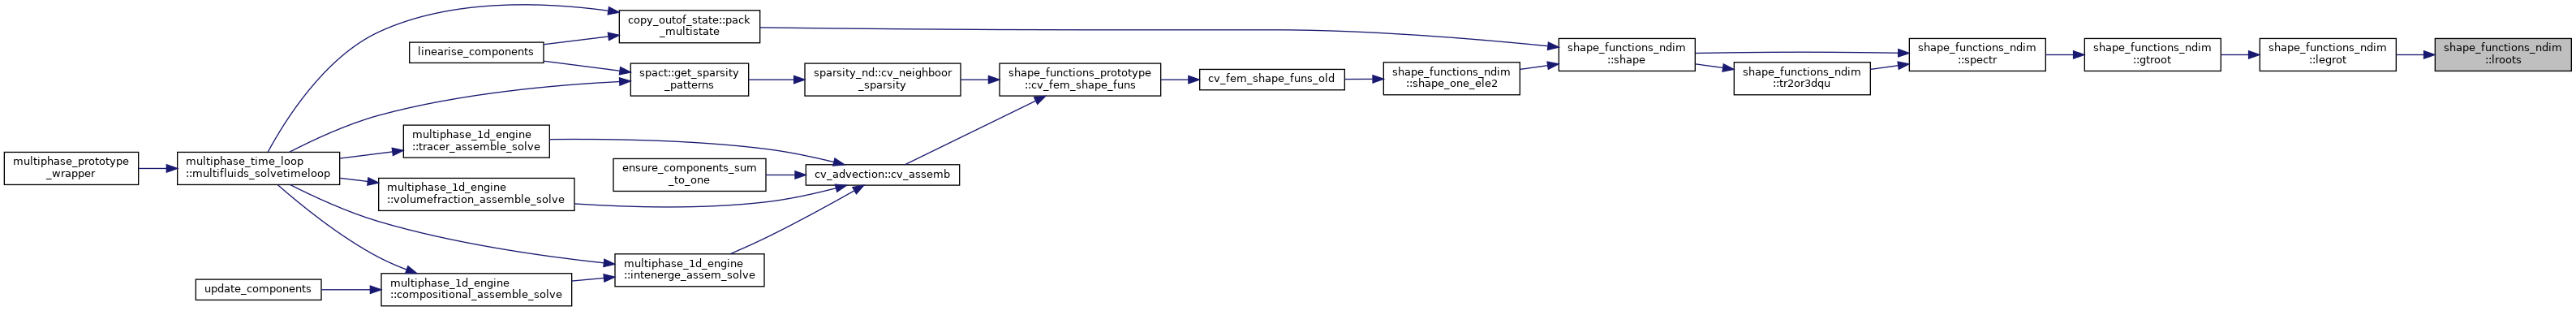 multiphase_prototype
_wrapper
multiphase_time_loop
::multifluids_solvetimeloop
update_components
linearise_components
multiphase_1d_engine
::tracer_assemble_solve
multiphase_1d_engine
::volumefraction_assemble_solve
multiphase_1d_engine
::compositional_assemble_solve
copy_outof_state::pack
_multistate
spact::get_sparsity
_patterns
ensure_components_sum
_to_one
multiphase_1d_engine
::intenerge_assem_solve
sparsity_nd::cv_neighboor
_sparsity
cv_advection::cv_assemb
shape_functions_prototype
::cv_fem_shape_funs
cv_fem_shape_funs_old
shape_functions_ndim
::shape_one_ele2
shape_functions_ndim
::shape
shape_functions_ndim
::tr2or3dqu
shape_functions_ndim
::spectr
shape_functions_ndim
::gtroot
shape_functions_ndim
::legrot
shape_functions_ndim
::lroots